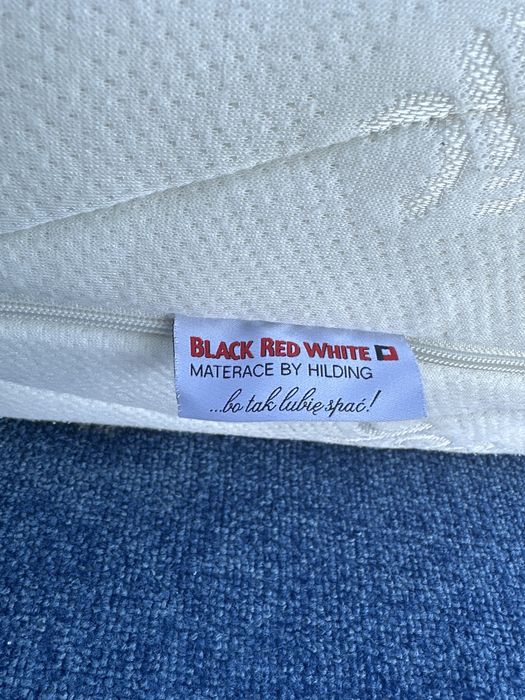 BLACK RED WHITE
MATERACE BY HILDING
...bo tak lubię spać!